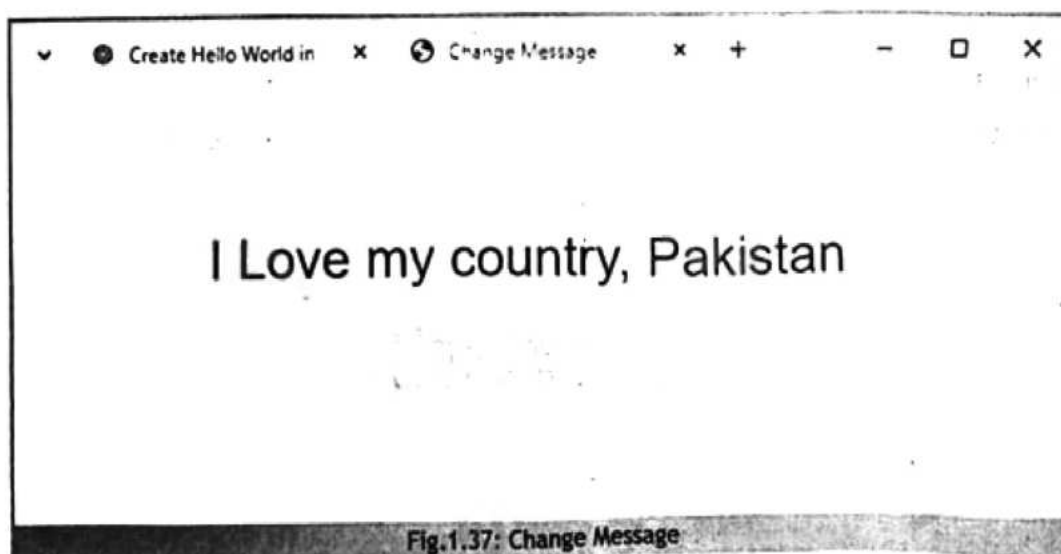 Create Hello World in Change Message
I Love my country, Pakistan
Fig.1.37: Change Message